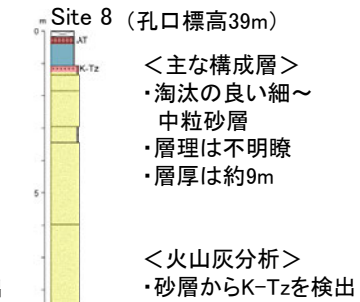 Site 8 (孔口標高39m)
m
0
AT
K-Tz
5
<主な構成層>
・淘汰の良い細～
中粒砂層
・層理は不明瞭
・層厚は約9m
<火山灰分析>
・砂層からK-Tzを検出